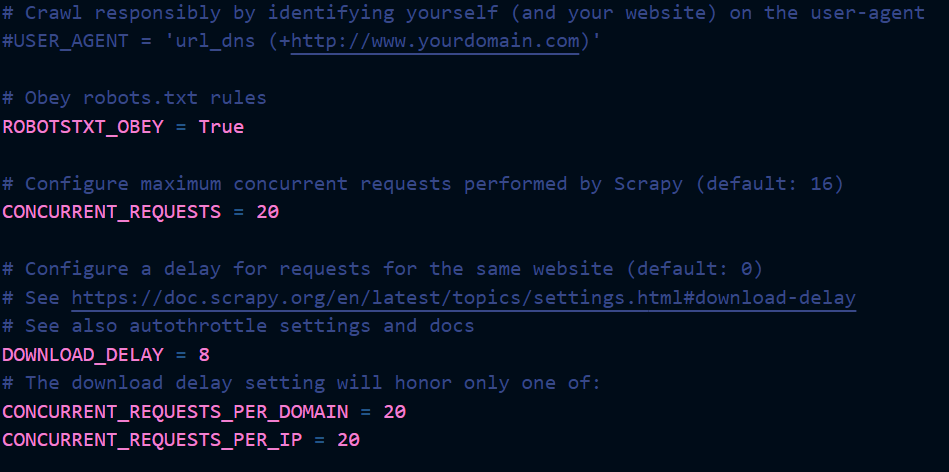 # Crawl responsibly by identifying yourself (and your website) on the user-agent
#USER_AGENT = 'url_dns (+http://www.yourdomain.com)'
# Obey robots.txt rules
ROBOTSTXT_OBEY = True
# Configure maximum concurrent requests performed by Scrapy (default: 16)
CONCURRENT_REQUESTS = 20
# Configure a delay for requests for the same website (default: 0)
# See https://doc.scrapy.org/en/latest/topics/settings.html#download-delay
# See also autothrottle settings and docs
DOWNLOAD_DELAY = 8
# The download delay setting will honor only one of:
CONCURRENT_REQUESTS_PER_DOMAIN = 20
CONCURRENT_REQUESTS_PER_IP = 20